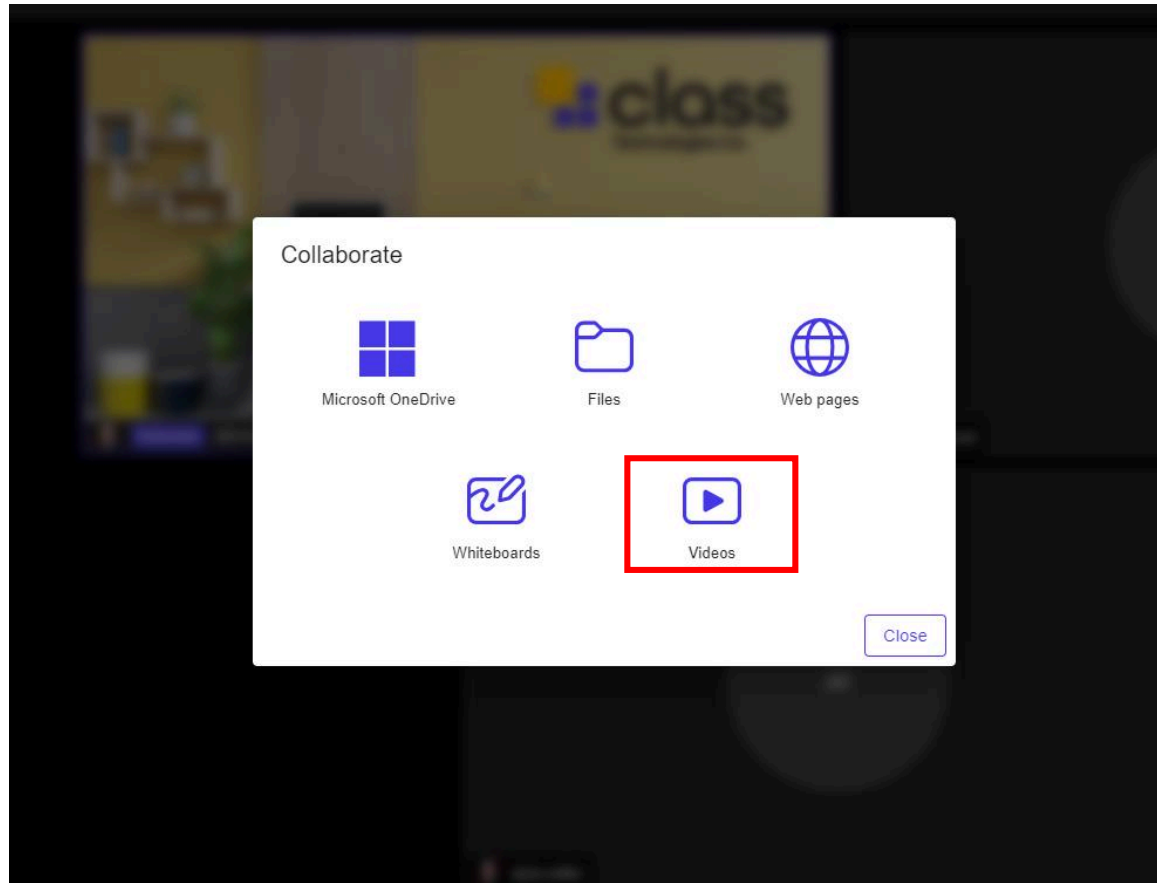 class
Collaborate
Microsoft OneDrive
Files
Web pages
Whiteboards
Videos
Close